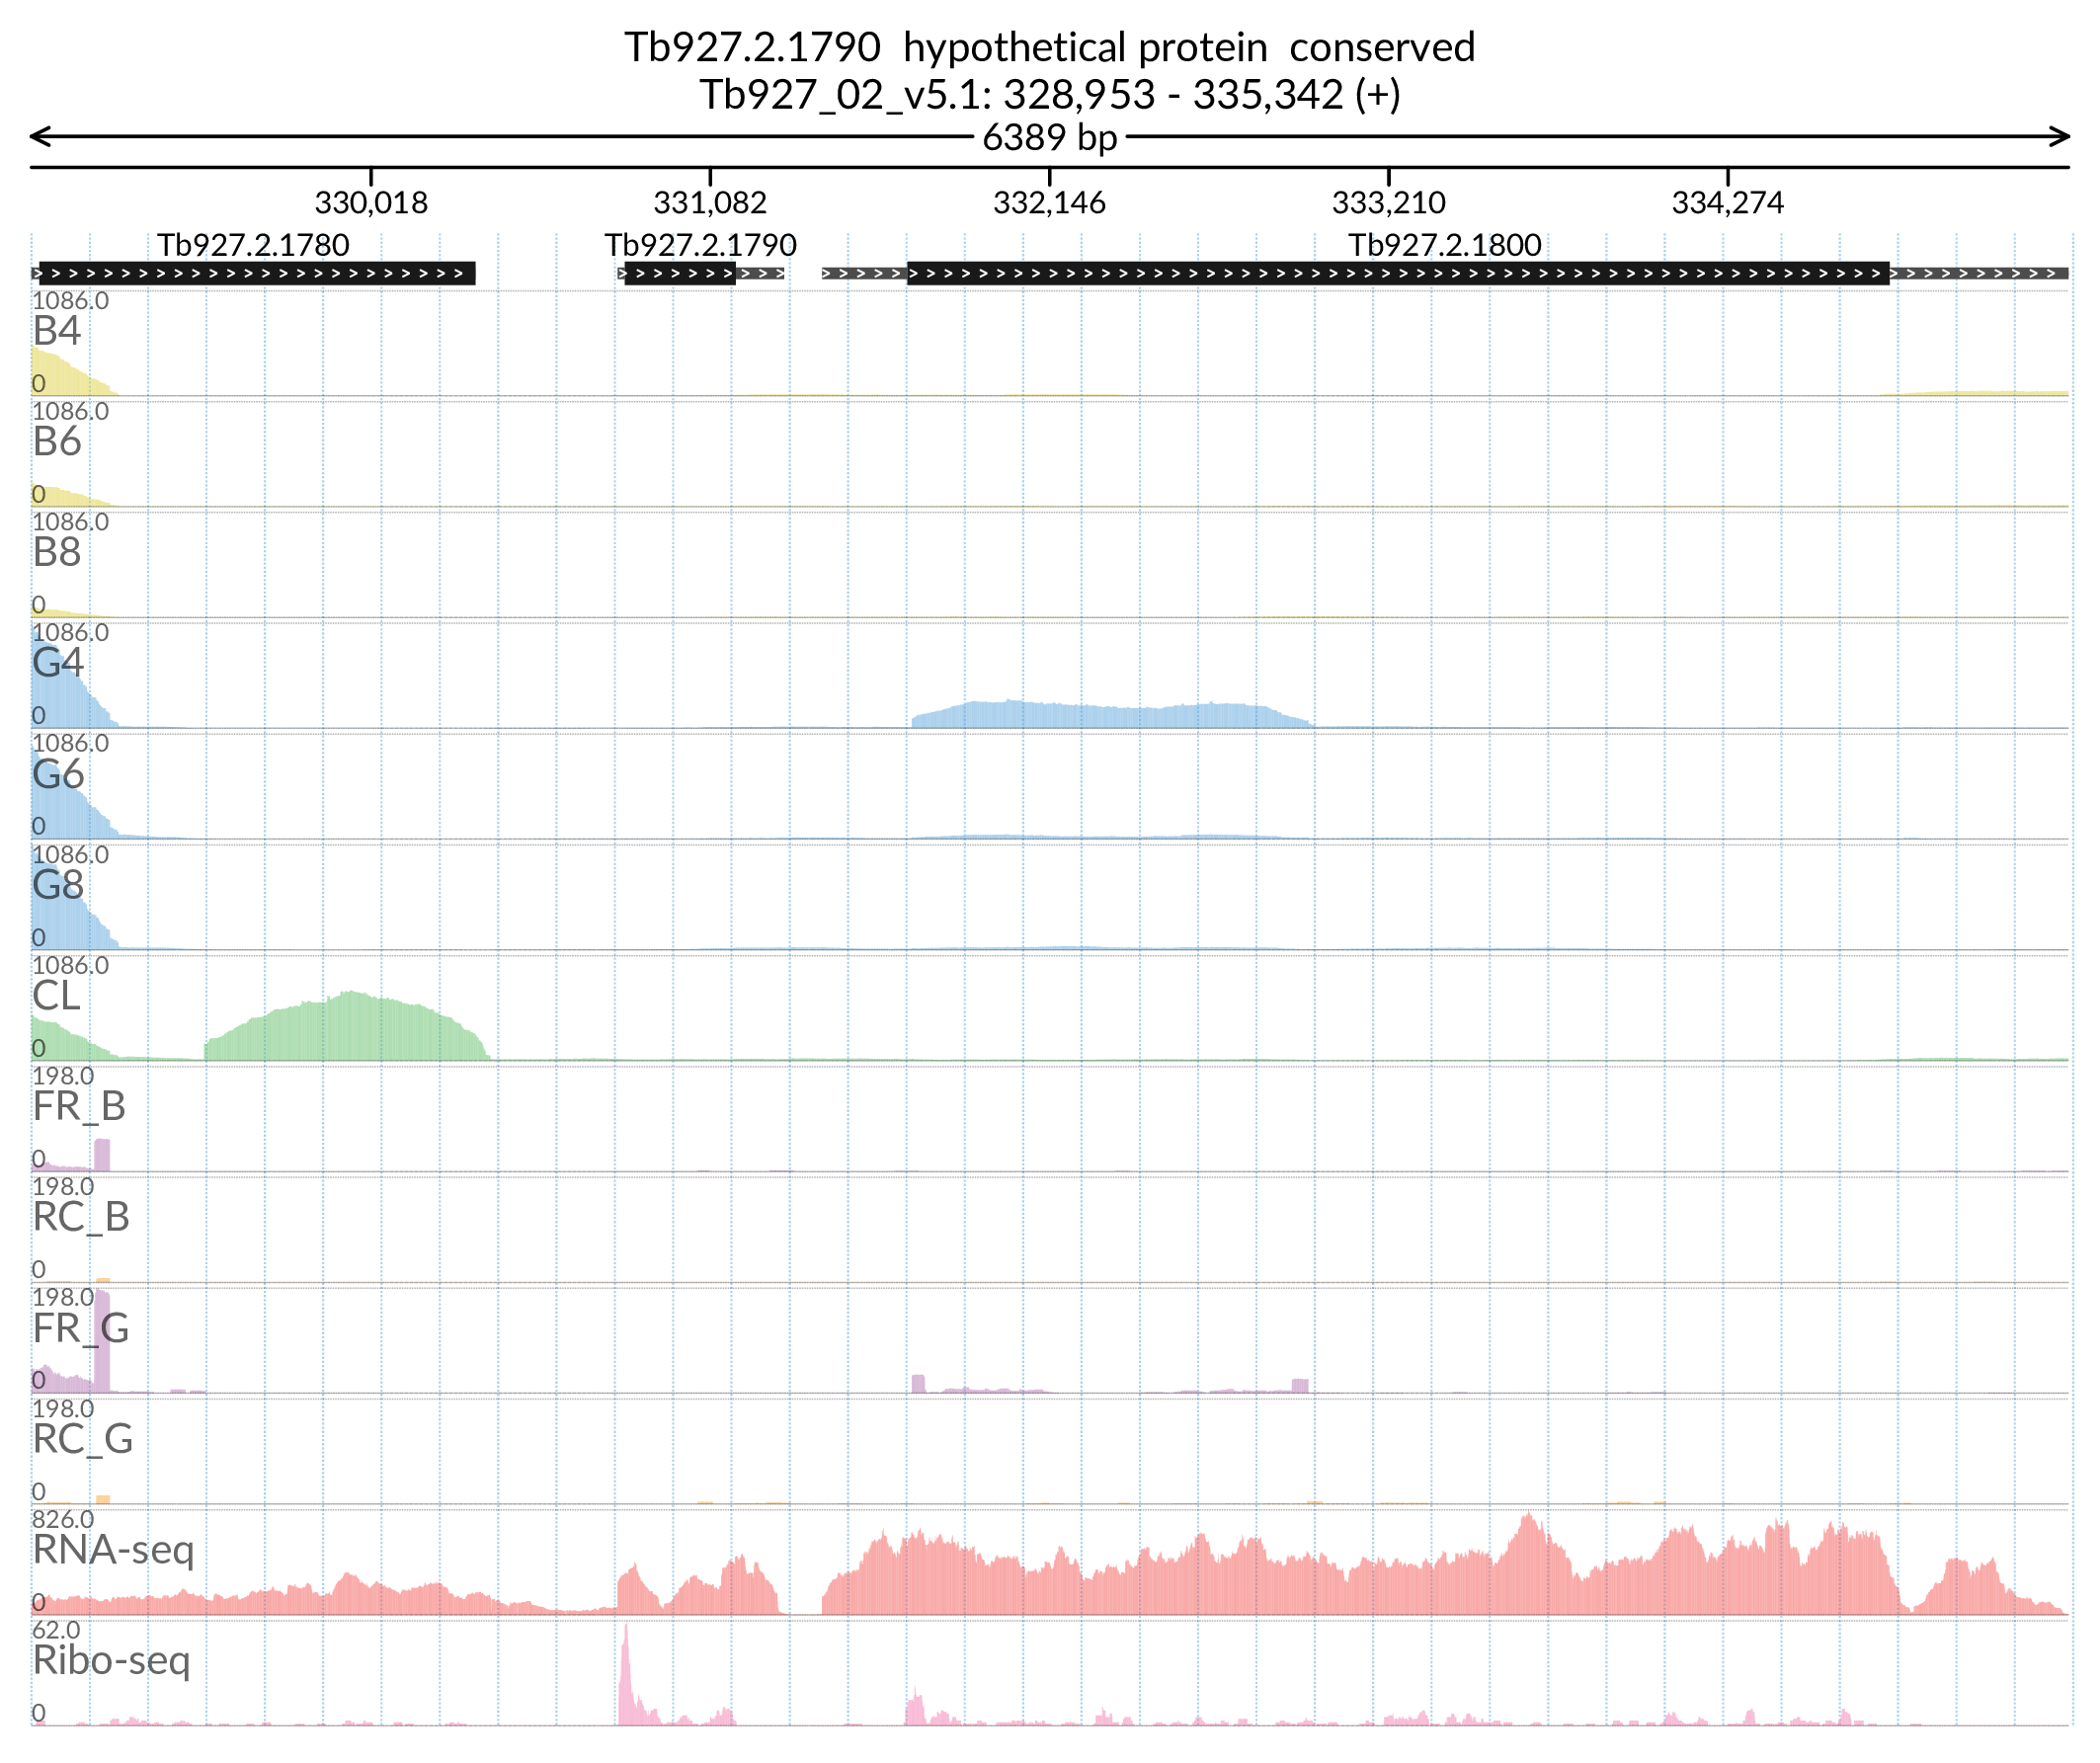 Tb927.2.1790 hypothetical protein conserved
Tb927_02_v5.1: 328,953 - 335,342 (+)
6389 bp
330,018 331,082 332,146 333,210 334,274
Tb927.2.1780 Tb927.2.1790 Tb927.2.1800
1086.0
B4
0
1086.0
B6
0
1086.0
B8
0
1086.0
G4
0
1086.0
G6
0
1086.0
G8
0
1086.0
CL
0
198.0
FR_B
0
198.0
RC_B
0
198.0
FR_G
0
198.0
RC_G
0
826.0
RNA-seq
0
62.0
Ribo-seq
0